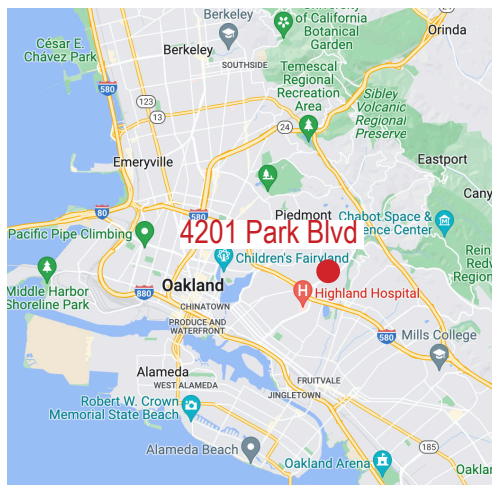 Berkeley
University of California
Botanical
Garden
Orinda
César E.
Chávez Park
Berkeley
SOUTHSIDE
580
Temescal
Regional
Recreation
Area
Sibley
Volcanic
Regional
Preserve
123
13
24
Emeryville
Eastport
Cany
80
580
Piedmont
Chabot Space &
ence Center
Pacific Pipe Climbing
4201 Park Blvd
Children's Fairyland
Rein
Redw
Region
Middle Harbor
Shoreline Park
880
Oakland
H
Highland Hospital
CHINATOWN
PRODUCE AND
WATERFRONT
580
Mills College
Alameda
WEST ALAMEDA
FRUITVALE
JINGLETOWN
Robert W. Crown
Memorial State Beach
Alameda Beach
185
Oakland Arena
Oaklan